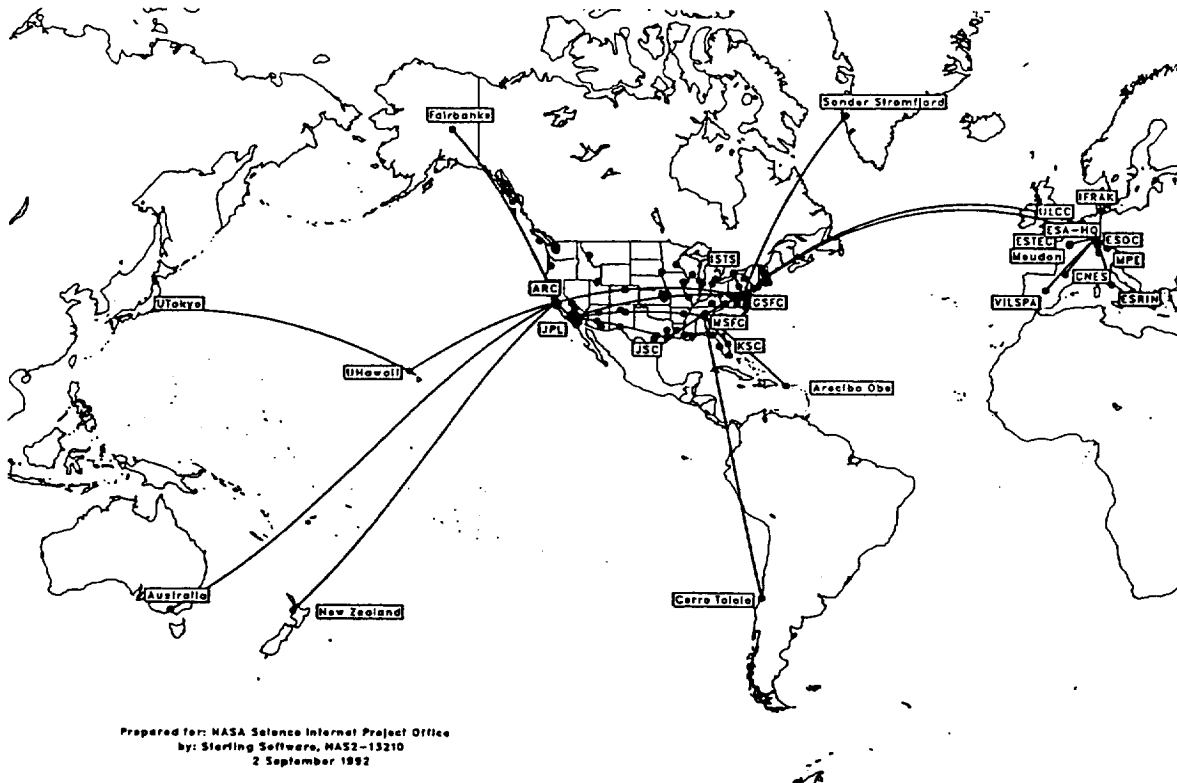 Fairbanks
Sonder Stromfjord
IFRAK
ULCC
ESA-HQ
ESTEC
ESOC
Meudon
MPE
CNES
VILSPA
ESRIN
ISTS
ARC
GSFC
UTokyo
JPL
MSFC
JSC
KSC
UHawaii
Arecibo Obs
Australia
New Zealand
Cerro Tololo
Prepared for: NASA Science Internet Project Office
by: Sterling Software, NAS2-13210
2 September 1992